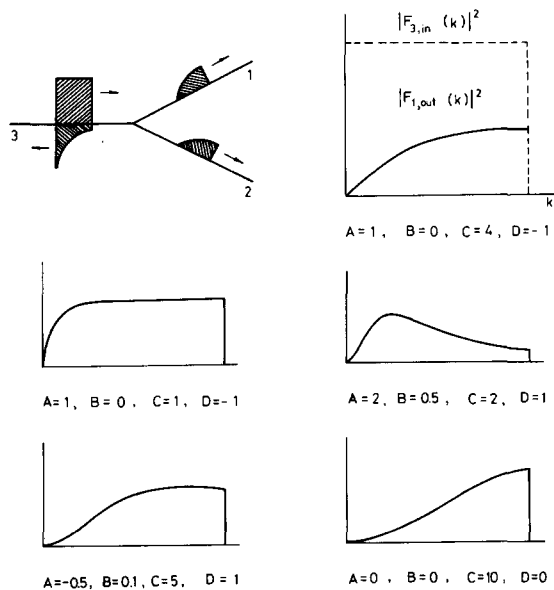 1
3
2
|F3,in (k)|²
|F1,out (k)|²
k
A=1, B=0, C=4, D=-1
A=1, B=0, C=1, D=-1
A=2, B=0.5, C=2, D=1
A=-0.5, B=0.1, C=5, D=1
A=0, B=0, C=10, D=0